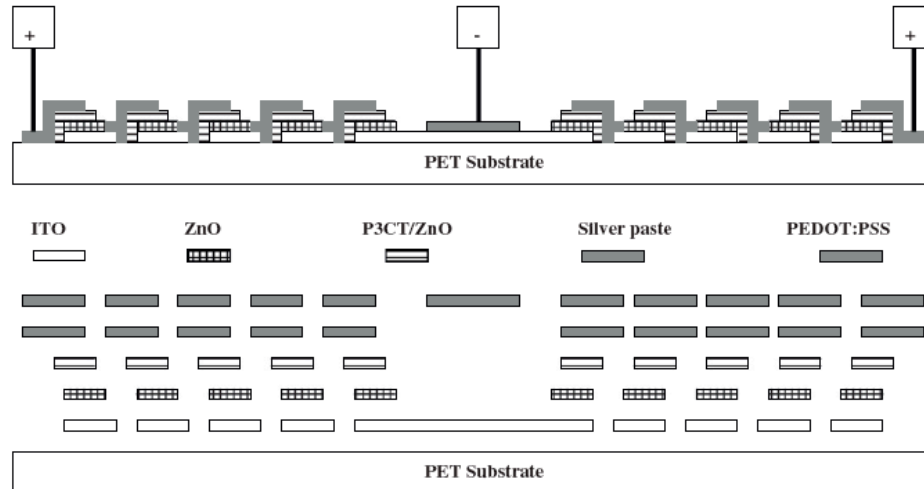 + - +
PET Substrate
ITO ZnO P3CT/ZnO Silver paste PEDOT:PSS
PET Substrate